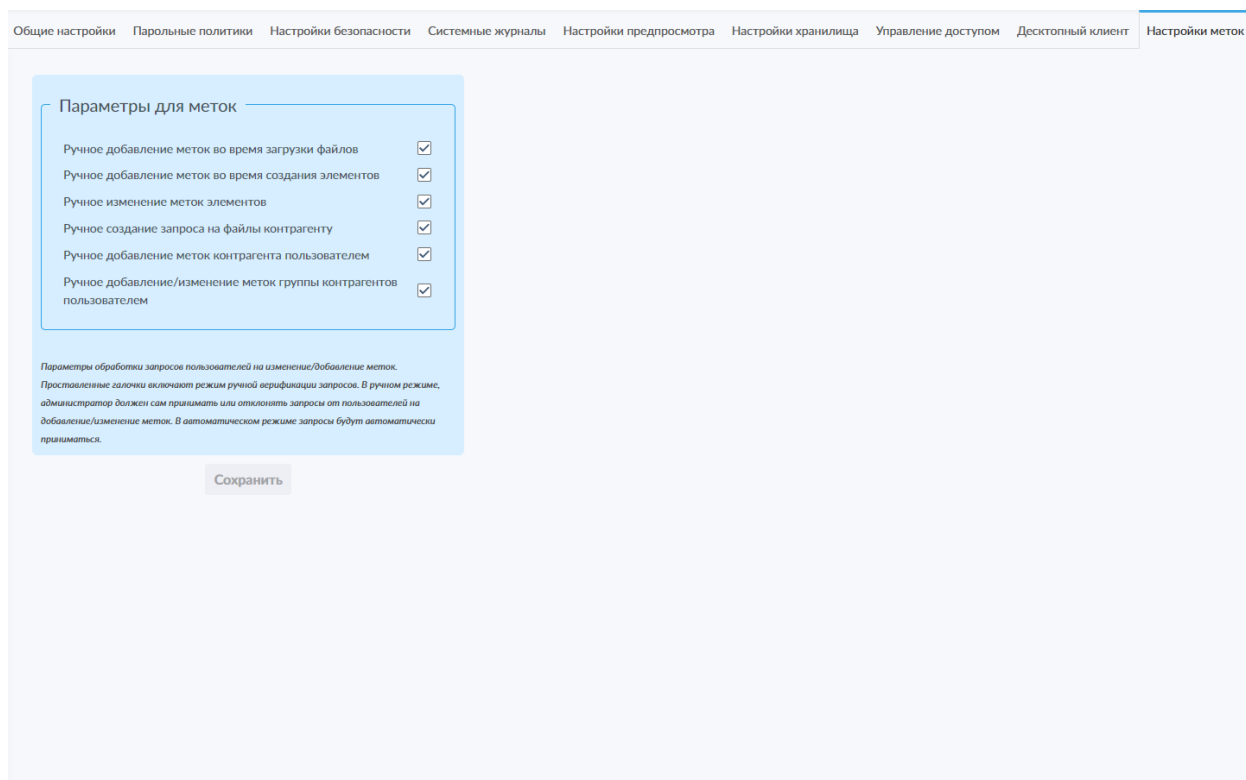 Общие настройки Парольные политики Настройки безопасности Системные журналы Настройки предпросмотра Настройки хранилища Управление доступом Десктопный клиент Настройки меток
Параметры для меток
Ручное добавление меток во время загрузки файлов
Ручное добавление меток во время создания элементов
Ручное изменение меток элементов
Ручное создание запроса на файлы контрагенту
Ручное добавление меток контрагента пользователем
Ручное добавление/изменение меток группы контрагентов
пользователем
Параметры обработки запросов пользователей на изменение/добавление меток.
Проставленные галочки включают режим ручной верификации запросов. В ручном режиме,
администратор должен сам принимать или отклонять запросы от пользователей на
добавление/изменение меток. В автоматическом режиме запросы будут автоматически
приниматься.
Сохранить